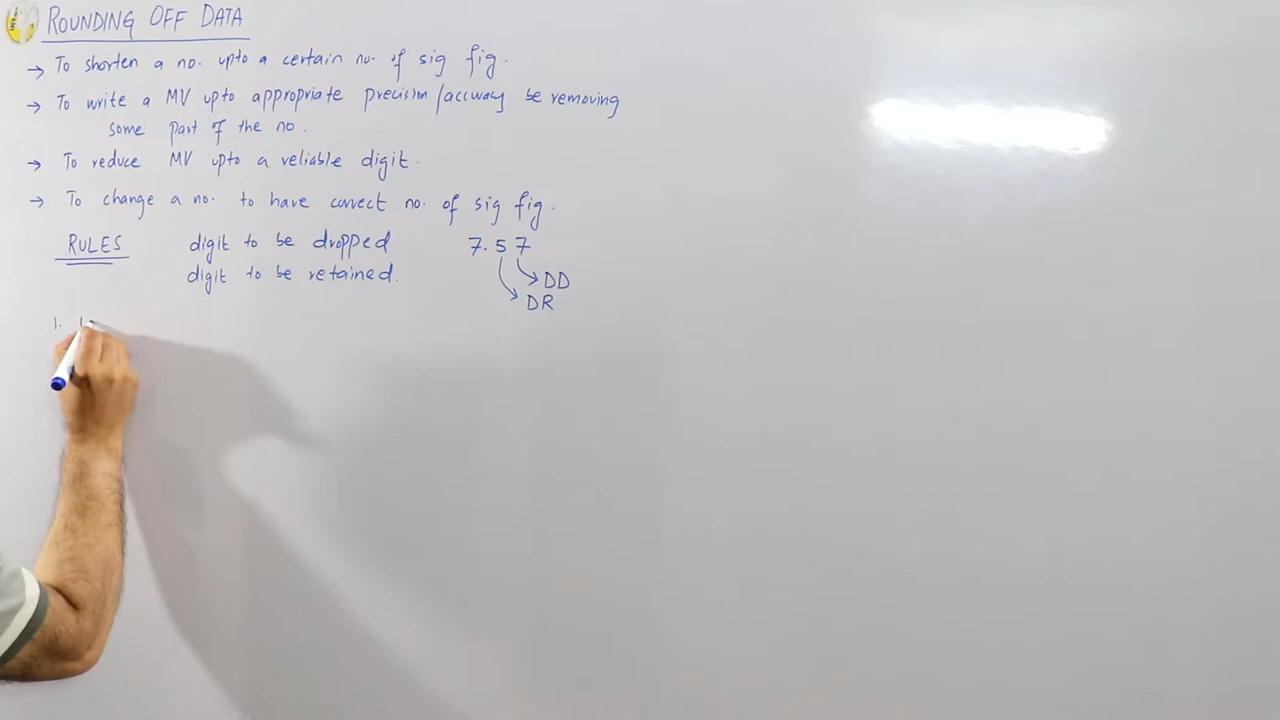 ROUNDING OFF DATA
→ To shorten a no. upto a certain no. of sig fig.
→ To write a MV upto appropriate precision/accuracy be removing
some part of the no.
→ To reduce MV upto a reliable digit.
→ To change a no. to have correct no. of sig fig.
RULES digit to be dropped 7.57
digit to be retained. DD
DR
1.